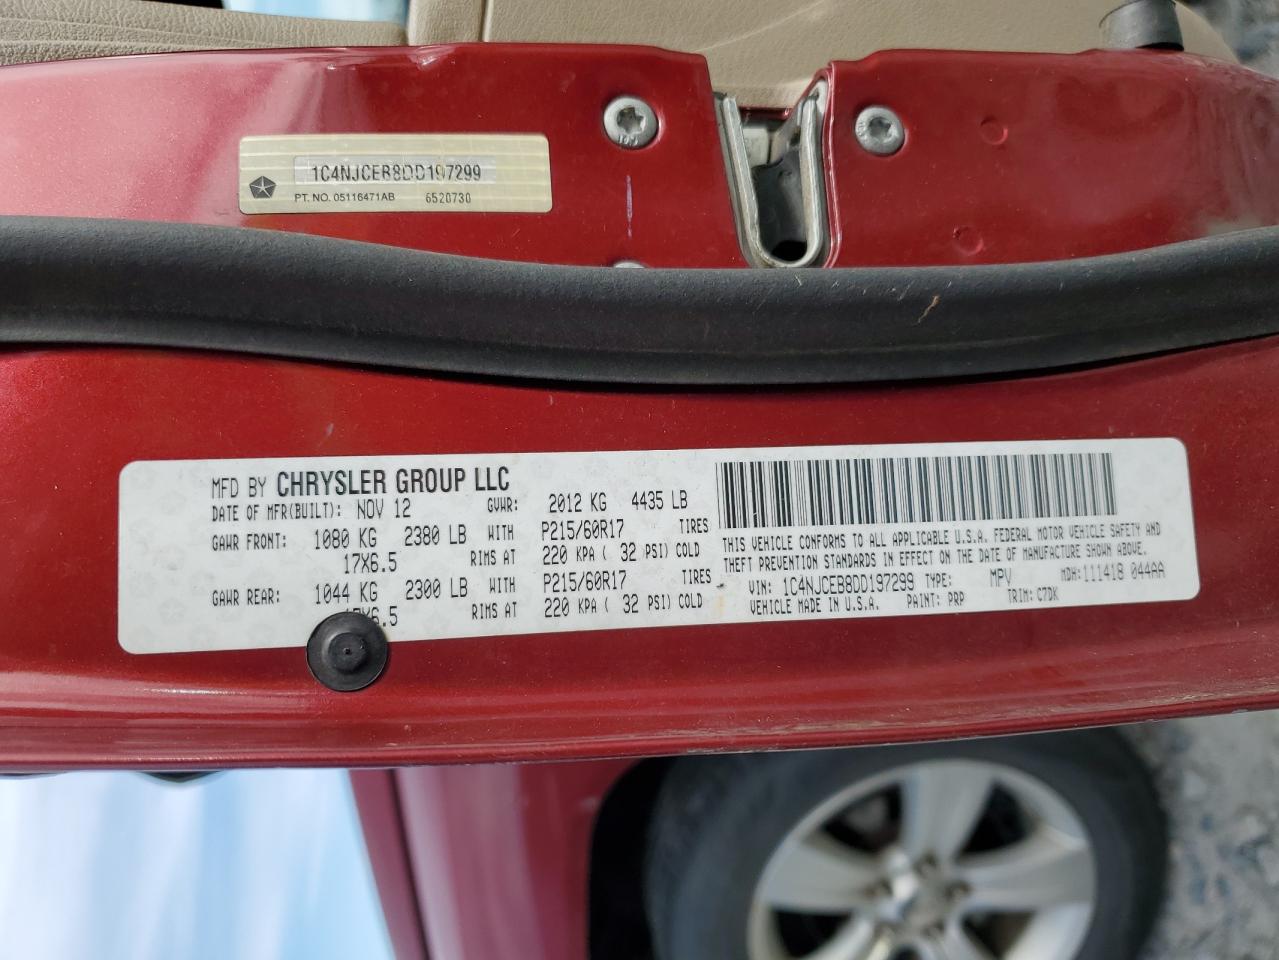 1C4NJCEB8DD197299
PT. NO. 05116471AB 6520730
MFD BY CHRYSLER GROUP LLC
DATE OF MFR(BUILT): NOV 12 GVWR: 2012 KG 4435 LB
GAWR FRONT: 1080 KG 2380 LB WITH P215/60R17 TIRES
17X6.5 RIMS AT 220 KPA ( 32 PSI) COLD
GAWR REAR: 1044 KG 2300 LB WITH P215/60R17 TIRES
17X6.5 RIMS AT 220 KPA ( 32 PSI) COLD
THIS VEHICLE CONFORMS TO ALL APPLICABLE U.S.A. FEDERAL MOTOR VEHICLE SAFETY AND
THEFT PREVENTION STANDARDS IN EFFECT ON THE DATE OF MANUFACTURE SHOWN ABOVE.
VIN: 1C4NJCEB8DD197299 TYPE: MPV MDH:111418 044AA
VEHICLE MADE IN U.S.A. PAINT: PRP TRIM: C7DK